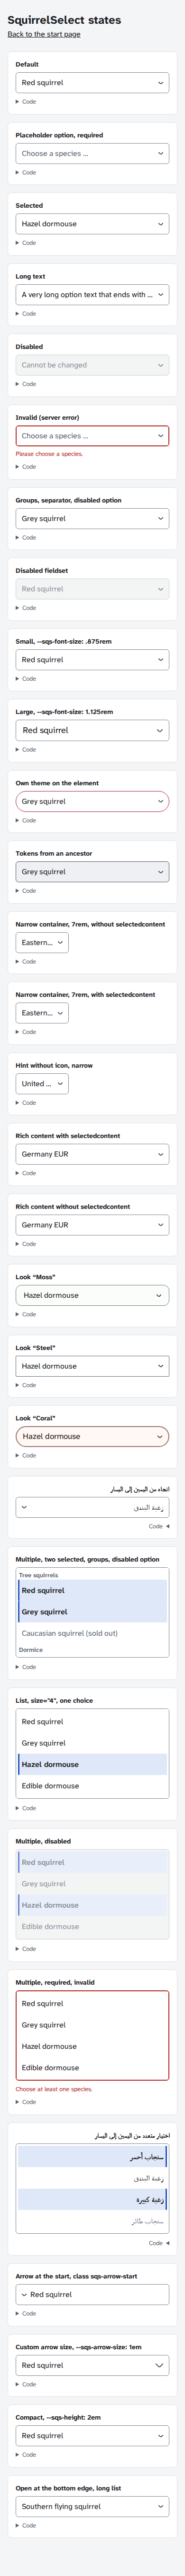 SquirrelSelect states
Back to the start page
Default
Red squirrel
Code
Placeholder option, required
Choose a species ...
Code
Selected
Hazel dormouse
Code
Long text
A very long option text that ends with ...
Code
Disabled
Cannot be changed
Code
Invalid (server error)
Choose a species ...
Please choose a species.
Code
Groups, separator, disabled option
Grey squirrel
Code
Disabled fieldset
Red squirrel
Code
Small, --sqs-font-size: .875rem
Red squirrel
Code
Large, --sqs-font-size: 1.125rem
Red squirrel
Code
Own theme on the element
Grey squirrel
Code
Tokens from an ancestor
Grey squirrel
Code
Narrow container, 7rem, without selectedcontent
Eastern...
Code
Narrow container, 7rem, with selectedcontent
Eastern...
Code
Hint without icon, narrow
United ...
Code
Rich content with selectedcontent
Germany EUR
Code
Rich content without selectedcontent
Germany EUR
Code
Look “Moss”
Hazel dormouse
Code
Look “Steel”
Hazel dormouse
Code
Look “Coral”
Hazel dormouse
Code
اتجاه من اليمين إلى اليسار
زغبة البندق
Code
Multiple, two selected, groups, disabled option
Tree squirrels
Red squirrel
Grey squirrel
Caucasian squirrel (sold out)
Dormice
Code
List, size="4", one choice
Red squirrel
Grey squirrel
Hazel dormouse
Edible dormouse
Code
Multiple, disabled
Red squirrel
Grey squirrel
Hazel dormouse
Edible dormouse
Code
Multiple, required, invalid
Red squirrel
Grey squirrel
Hazel dormouse
Edible dormouse
Choose at least one species.
Code
اختيار متعدد من اليمين إلى اليسار
سنجاب أحمر
زغبة البندق
زغبة كبيرة
سنجاب طائر
Code
Arrow at the start, class sqs-arrow-start
Red squirrel
Code
Custom arrow size, --sqs-arrow-size: 1em
Red squirrel
Code
Compact, --sqs-height: 2em
Red squirrel
Code
Open at the bottom edge, long list
Southern flying squirrel
Code